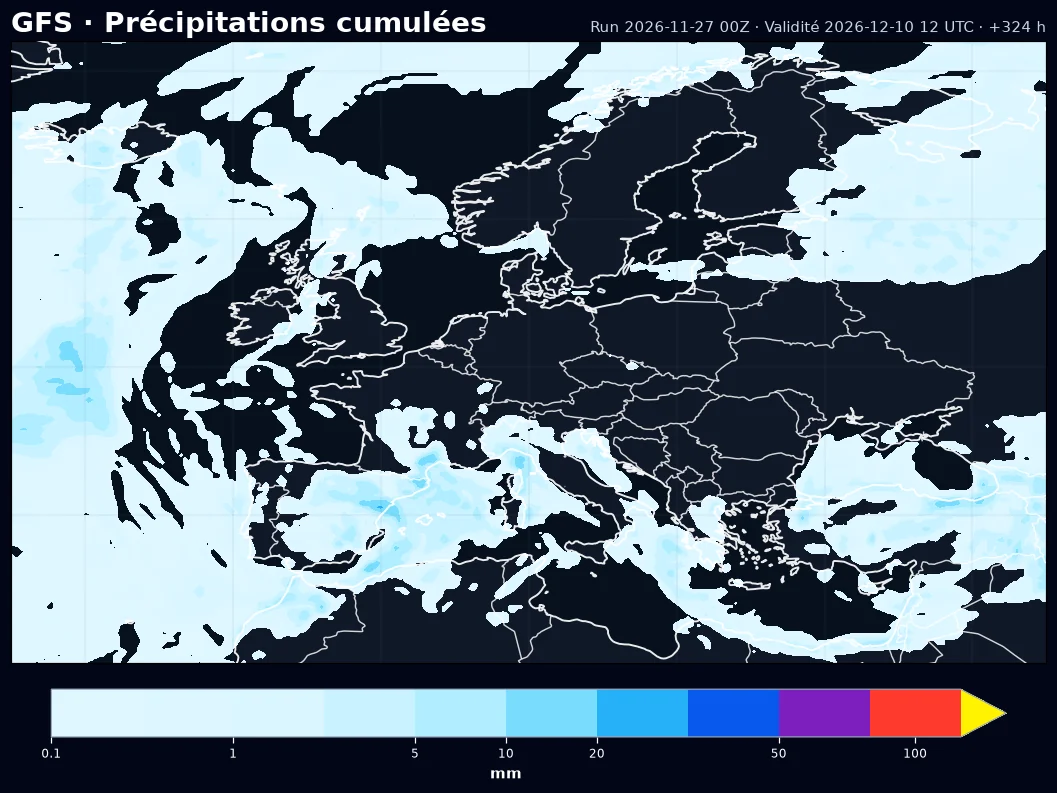 GFS · Précipitations cumulées
Run 2026-11-27 00Z · Validité 2026-12-10 12 UTC · +324 h
0.1 1 5 10 20 50 100
mm